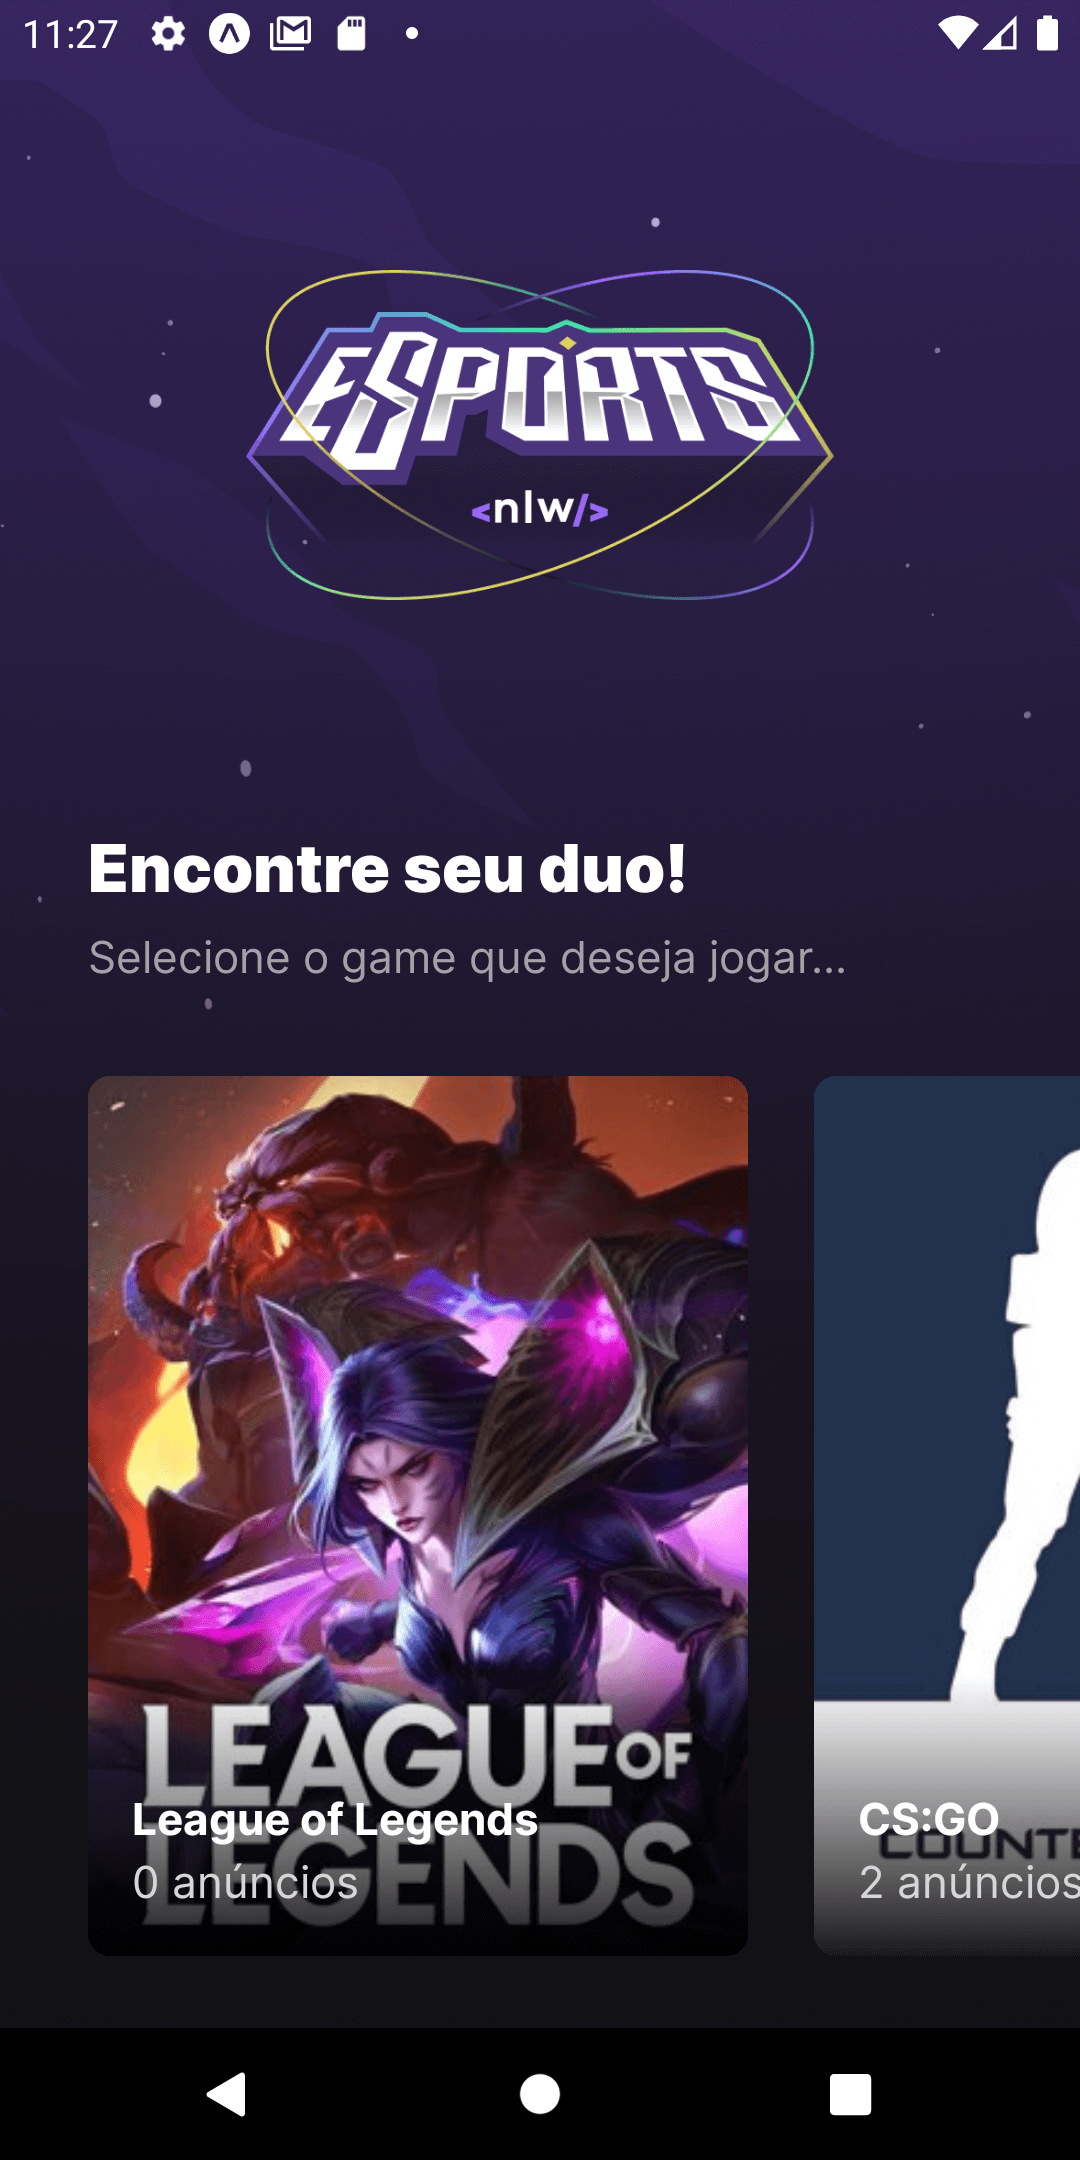 11:27
ESPORTS
<nlw/>
Encontre seu duo!
Selecione o game que deseja jogar...
LEAGUE OF
League of Legends
LEGENDS
0 anúncios
CS:GO
COUNTE
2 anúncios